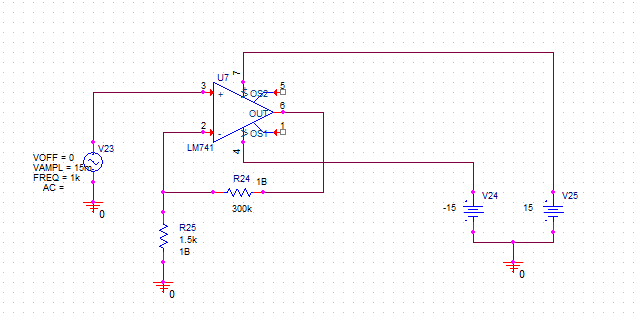 U7
7
3
+
OS2
5
OUT
6
2
-
OS1
1
LM741
4
V23
VOFF = 0
VAMPL = 15m
FREQ = 1k
AC =
0
R24
1B
300k
R25
1.5k
1B
0
V24
-15
V25
15
0